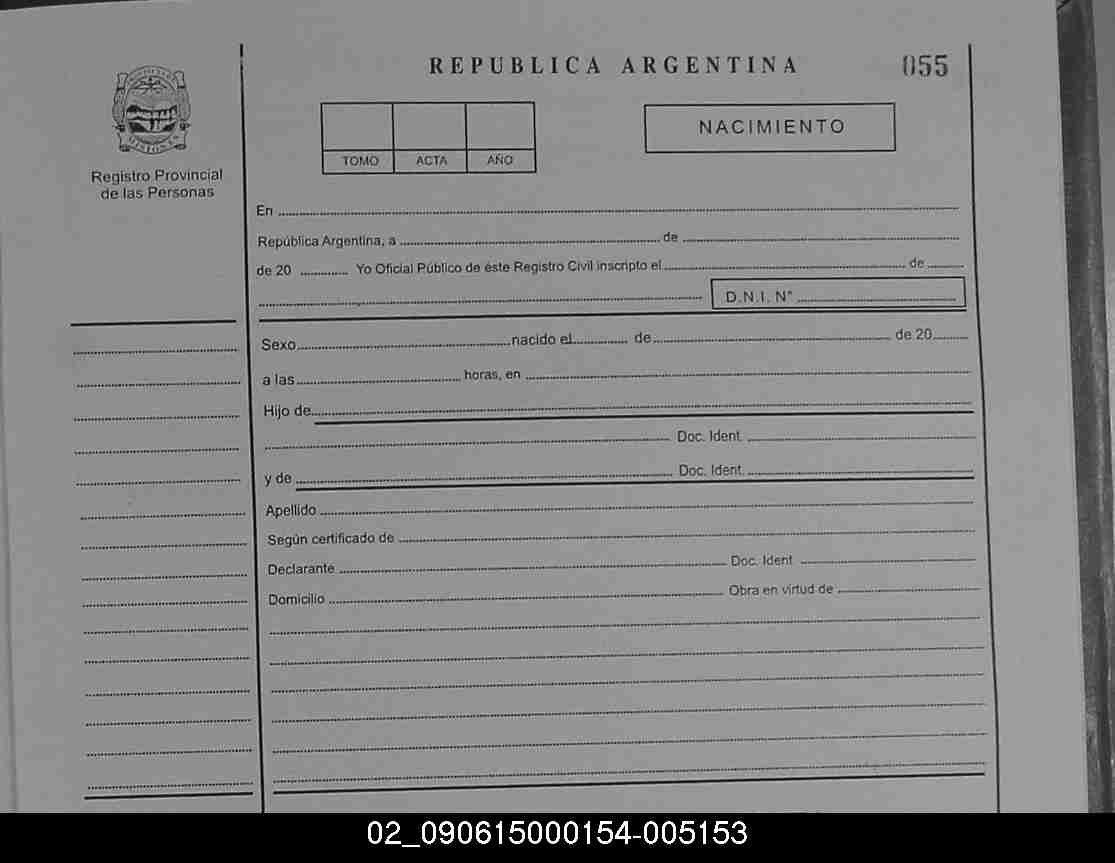 REPUBLICA ARGENTINA
055
MISIONES
Registro Provincial
de las Personas
TOMO ACTA AÑO
NACIMIENTO
En
República Argentina, a de
de 20 Yo Oficial Público de éste Registro Civil inscripto el de
D.N.I. N°
Sexo nacido el de de 20
a las horas, en
Hijo de
Doc. Ident.
y de Doc. Ident.
Apellido
Según certificado de
Declarante Doc. Ident
Domicilio Obra en virtud de
02_090615000154-005153